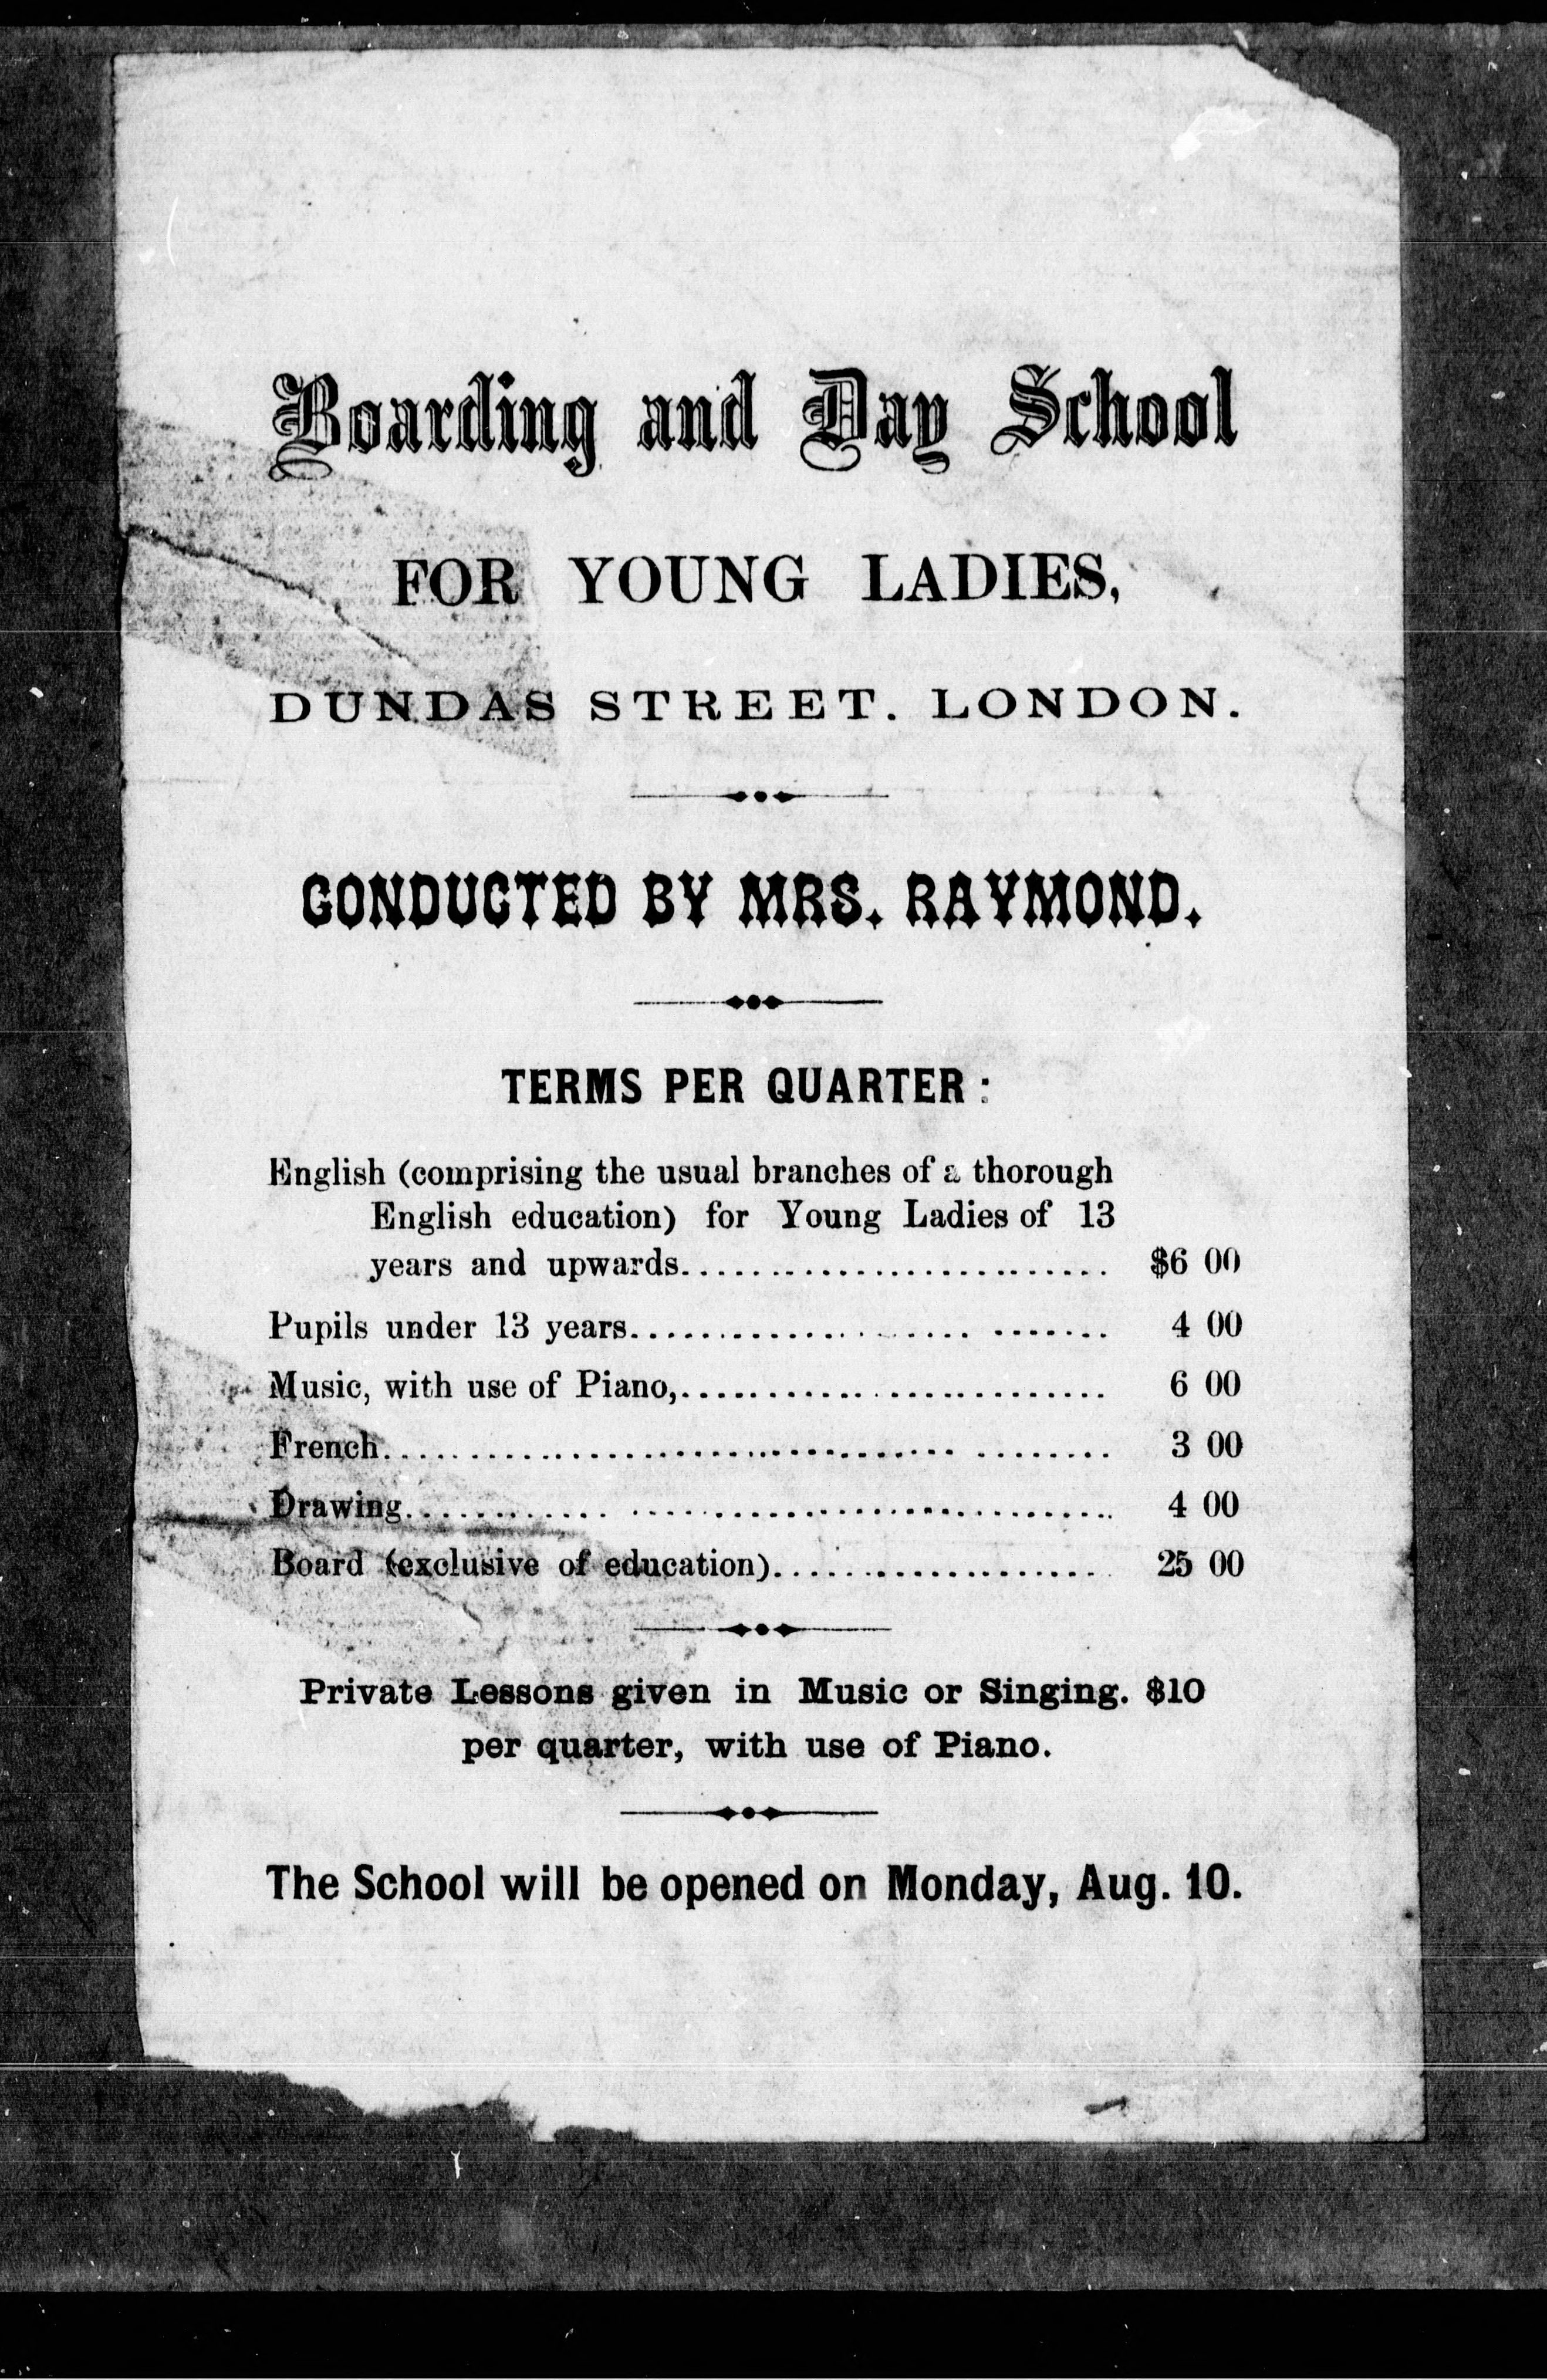 Boarding and Day School
FOR YOUNG LADIES,
DUNDAS STREET. LONDON.
CONDUCTED BY MRS. RAYMOND.
TERMS PER QUARTER:
English (comprising the usual branches of a thorough
English education) for Young Ladies of 13
years and upwards.............................. $6 00
Pupils under 13 years.............................. 4 00
Music, with use of Piano,.............................. 6 00
French.............................. 3 00
Drawing.............................. 4 00
Board (exclusive of education).............................. 25 00
Private Lessons given in Music or Singing. $10
per quarter, with use of Piano.
The School will be opened on Monday, Aug. 10.